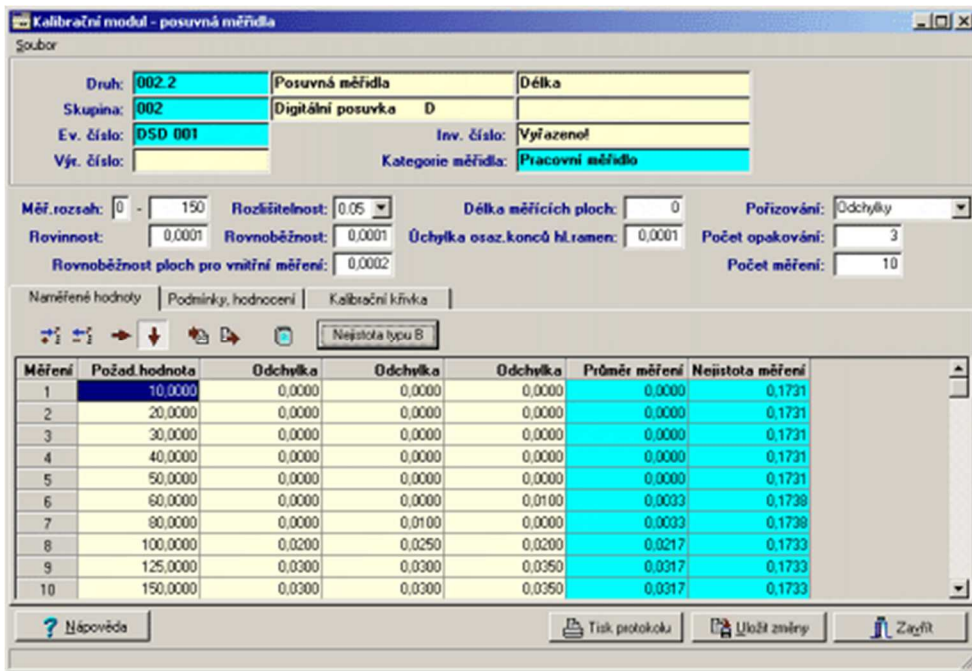 Kalibrační modul - posuvná měřidla
Soubor
Druh: 002.2 Posuvná měřidla Délka
Skupina: 002 Digitální posuvka D
Ev. číslo: DSD 001 Inv. číslo: Vyřazeno!
Výr. číslo: Kategorie měřidla: Pracovní měřidlo
Měř.rozsah: 0 - 150 Rozlišitelnost: 0.05 Délka měřících ploch: 0 Pořizování: Odchylky
Rovinnost: 0,0001 Rovnoběžnost: 0,0001 Úchylka osaz.konců hl.ramen: 0,0001 Počet opakování: 3
Rovnoběžnost ploch pro vnitřní měření: 0,0002 Počet měření: 10
Naměřené hodnoty Podmínky, hodnocení Kalibrační křivka
Nejistota typu B
Měření Požad.hodnota Odchylka Odchylka Odchylka Průměr měření Nejistota měření
1 10,0000 0,0000 0,0000 0,0000 0,0000 0,1731
2 20,0000 0,0000 0,0000 0,0000 0,0000 0,1731
3 30,0000 0,0000 0,0000 0,0000 0,0000 0,1731
4 40,0000 0,0000 0,0000 0,0000 0,0000 0,1731
5 50,0000 0,0000 0,0000 0,0000 0,0000 0,1731
6 60,0000 0,0000 0,0000 0,0100 0,0033 0,1738
7 80,0000 0,0000 0,0100 0,0000 0,0033 0,1738
8 100,0000 0,0200 0,0250 0,0200 0,0217 0,1733
9 125,0000 0,0300 0,0300 0,0350 0,0317 0,1733
10 150,0000 0,0300 0,0300 0,0350 0,0317 0,1733
Nápověda Tisk protokolu Uložit změny Zavřít